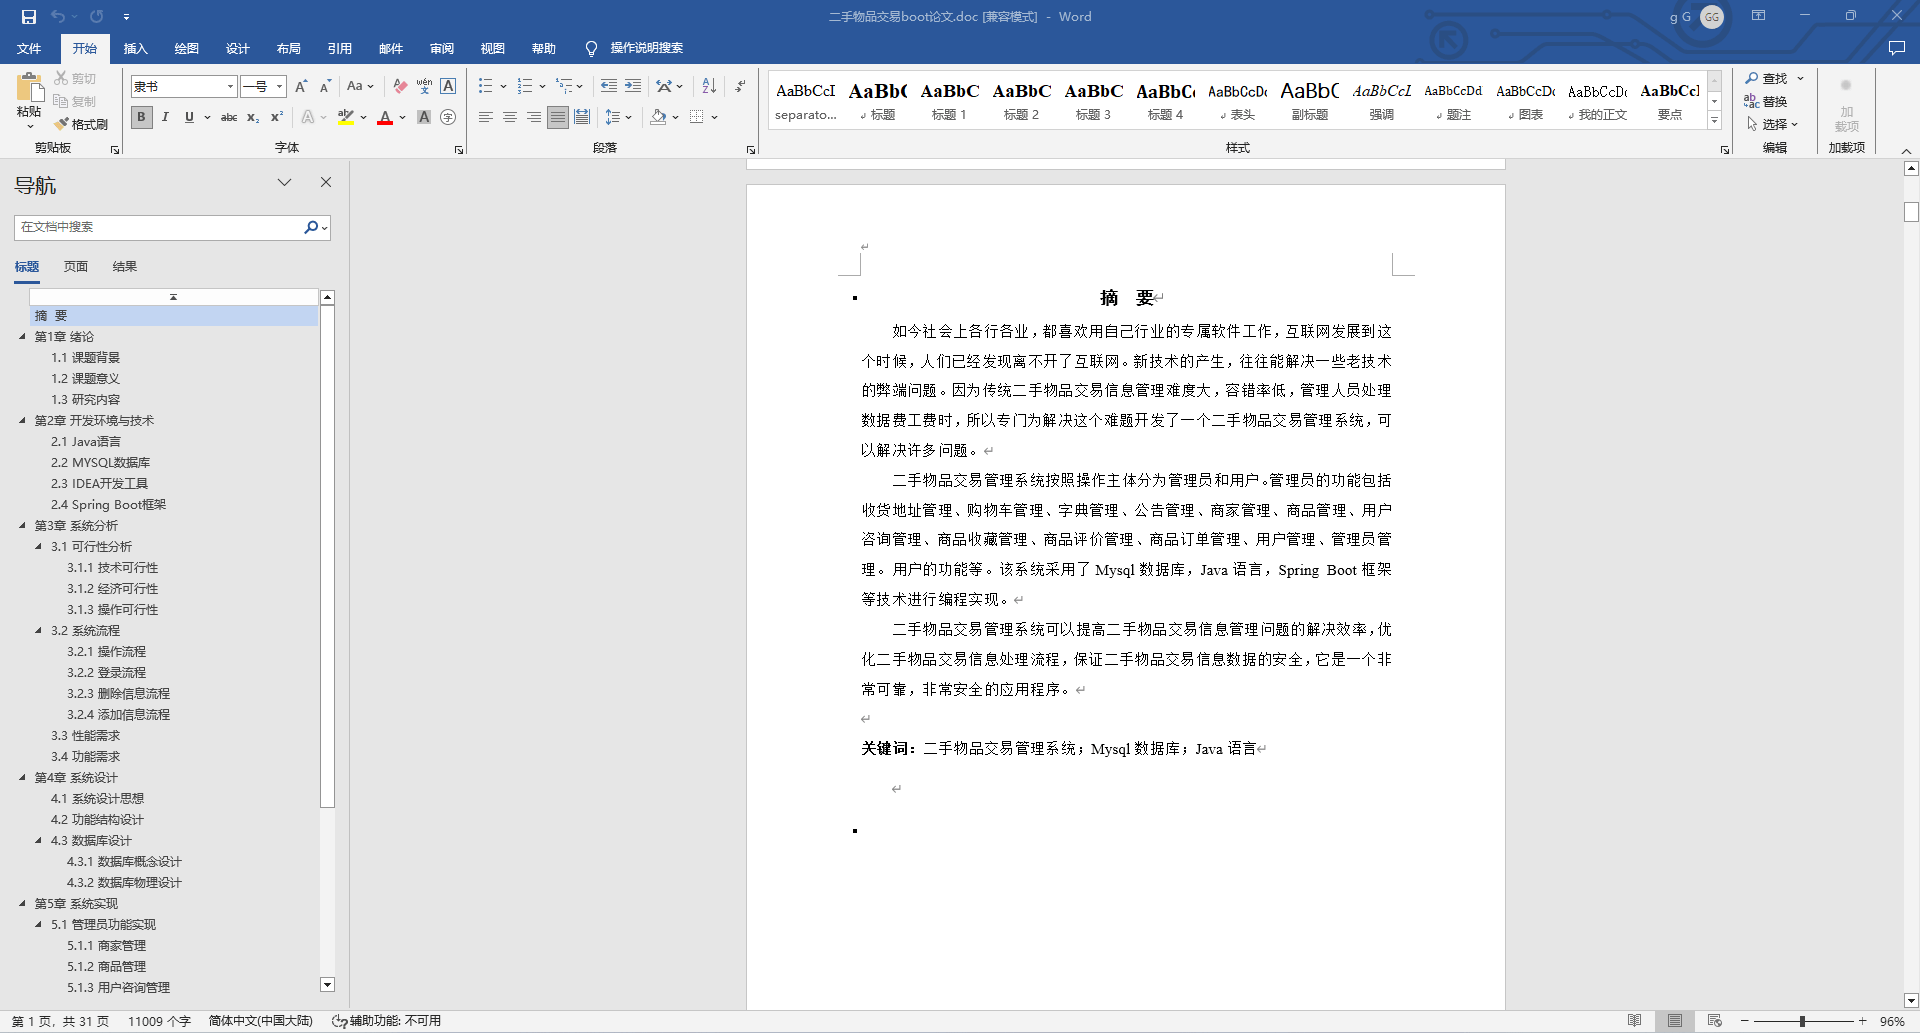 二手物品交易boot论文.doc [兼容模式] - Word
g G
GG
文件 开始 插入 绘图 设计 布局 引用 邮件 审阅 视图 帮助 操作说明搜索
粘贴
剪切
复制
格式刷
剪贴板
隶书 一号
字体
段落
AaBbCcI AaBb( AaBbC AaBbC AaBbC AaBbC( AaBbCcDc AaBb( AaBbCcL AaBbCcDd AaBbCcDc AaBbCcDc AaBbCcI
separato... 标题 标题 1 标题 2 标题 3 标题 4 表头 副标题 强调 题注 图表 我的正文 要点
样式
查找
替换
选择
编辑
加
载项
加载项
导航
在文档中搜索
标题 页面 结果
摘 要
第1章 绪论
1.1 课题背景
1.2 课题意义
1.3 研究内容
第2章 开发环境与技术
2.1 Java语言
2.2 MYSQL数据库
2.3 IDEA开发工具
2.4 Spring Boot框架
第3章 系统分析
3.1 可行性分析
3.1.1 技术可行性
3.1.2 经济可行性
3.1.3 操作可行性
3.2 系统流程
3.2.1 操作流程
3.2.2 登录流程
3.2.3 删除信息流程
3.2.4 添加信息流程
3.3 性能需求
3.4 功能需求
第4章 系统设计
4.1 系统设计思想
4.2 功能结构设计
4.3 数据库设计
4.3.1 数据库概念设计
4.3.2 数据库物理设计
第5章 系统实现
5.1 管理员功能实现
5.1.1 商家管理
5.1.2 商品管理
5.1.3 用户咨询管理
摘 要
如今社会上各行各业，都喜欢用自己行业的专属软件工作，互联网发展到这
个时候，人们已经发现离不开了互联网。新技术的产生，往往能解决一些老技术
的弊端问题。因为传统二手物品交易信息管理难度大，容错率低，管理人员处理
数据费工费时，所以专门为解决这个难题开发了一个二手物品交易管理系统，可
以解决许多问题。
二手物品交易管理系统按照操作主体分为管理员和用户。管理员的功能包括
收货地址管理、购物车管理、字典管理、公告管理、商家管理、商品管理、用户
咨询管理、商品收藏管理、商品评价管理、商品订单管理、用户管理、管理员管
理。用户的功能等。该系统采用了 Mysql 数据库，Java 语言，Spring Boot 框架
等技术进行编程实现。
二手物品交易管理系统可以提高二手物品交易信息管理问题的解决效率，优
化二手物品交易信息处理流程，保证二手物品交易信息数据的安全，它是一个非
常可靠，非常安全的应用程序。
关键词：二手物品交易管理系统；Mysql 数据库；Java 语言
第 1 页，共 31 页 11009 个字 简体中文(中国大陆) 辅助功能: 不可用
96%